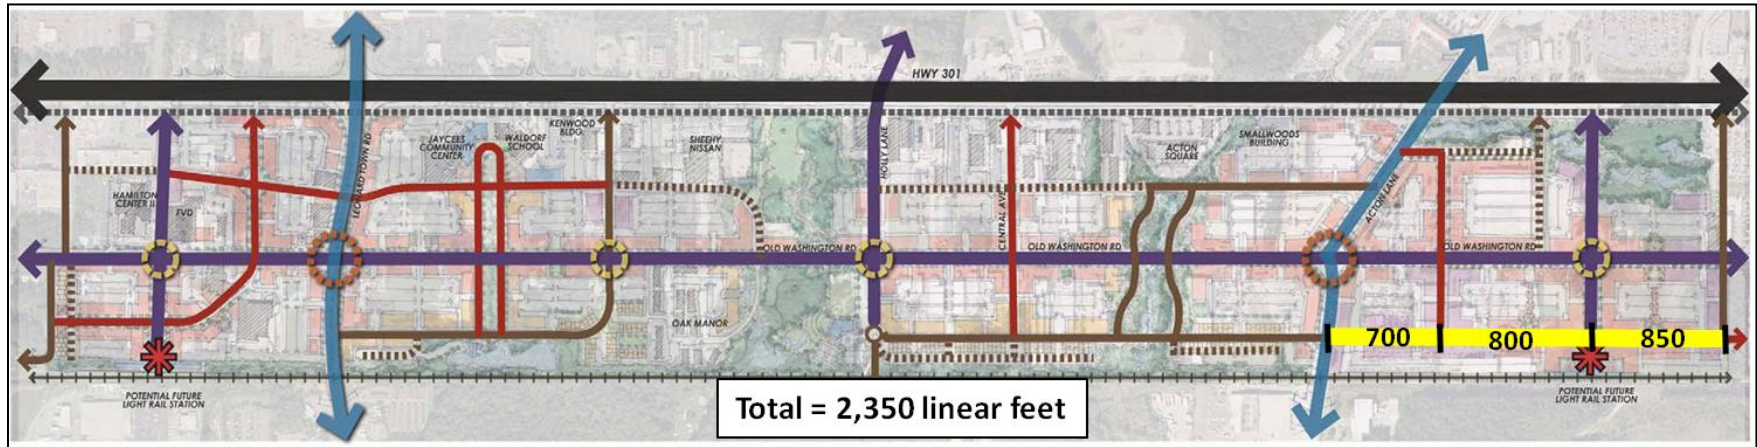 HWY 301
KENWOOD
BLDG.
JAYCEES
COMMUNITY
CENTER
WALDORF
SCHOOL
SHEEHY
NISSAN
LEONARDTOWN RD
HOLLY LANE
SMALLWOODS
BUILDING
ACTON
SQUARE
HAMILTON
CENTER II
FVD
CENTRAL AVE
ACTON LANE
OLD WASHINGTON RD
OLD WASHINGTON RD
OLD WASHINGTON RD
OAK MANOR
700
800
850
POTENTIAL FUTURE
LIGHT RAIL STATION
Total = 2,350 linear feet
POTENTIAL FUTURE
LIGHT RAIL STATION